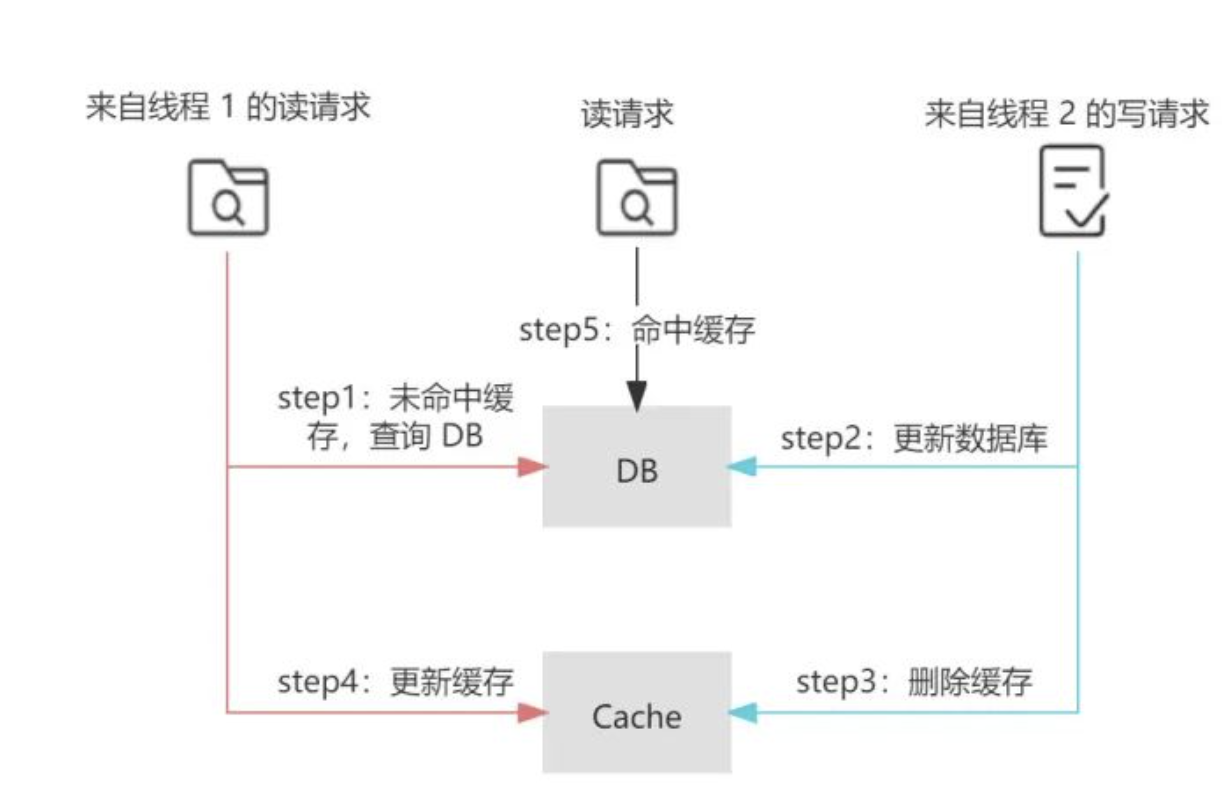 来自线程 1 的读请求
读请求
来自线程 2 的写请求
step5：命中缓存
step1：未命中缓
存，查询 DB
step2：更新数据库
DB
step4：更新缓存
step3：删除缓存
Cache